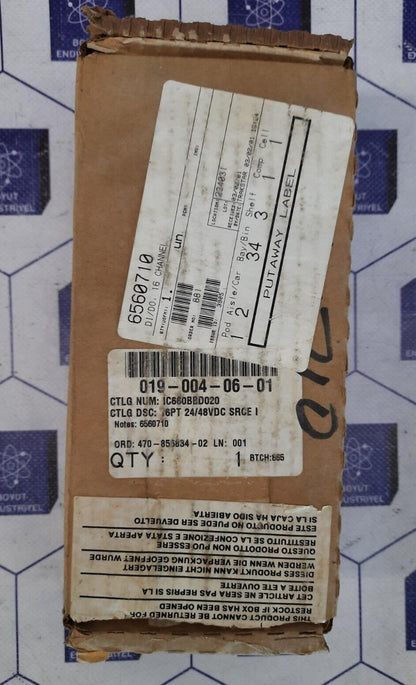 6560710
DI/DO, 16 CHANNEL
1.
un
PUTAWAY LABEL
Pod Aisle/Car Bay/Bin Shelf Comp Cell
1 2 34 3 1 1
019-004-06-01
CTLG NUM: IC660BBD020
CTLG DSC: 16PT 24/48VDC SRCE I
Notes: 6560710
ORD: 470-855834-02 LN: 001
QTY: 1 BTCH:665
THIS PRODUCT CANNOT BE RETURNED FOR
RESTOCK IF BOX HAS BEEN OPENED
CET ARTICLE NE SERA PAS REPRIS SI LA
BOITE A ETE OUVERTE
DIESES PRODUKT KANN NICHT EINGELAGERT
WERDEN WENN DIE VERPACKUNG GEOFFNET WURDE
QUESTO PRODOTTO NON PUO ESSERE
RESTITUTO SE LA CONFEZIONE E STATA APERTA
ESTE PRODUCTO NO PUEDE SER DEVUELTO
SI LA CAJA HA SIDO ABIERTA
BOYUT
ENDÜSTRİYEL